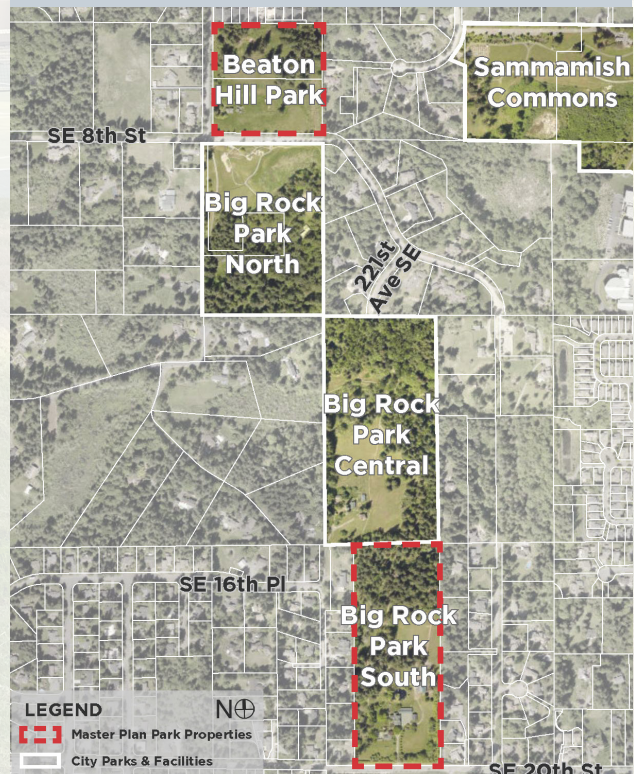 Beaton
Hill Park
Sammamish
Commons
SE 8th St
Big Rock
Park
North
221st
Ave SE
Big Rock
Park
Central
SE 16th Pl
Big Rock
Park
South
LEGEND
N
Master Plan Park Properties
City Parks & Facilities
SE 20th St